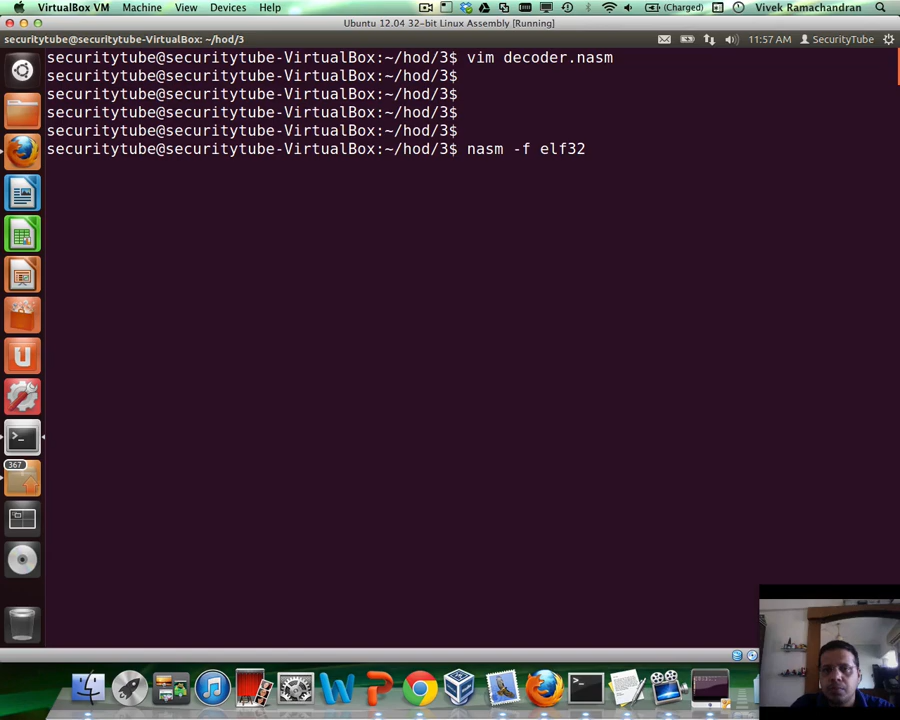 VirtualBox VM Machine View Devices Help (Charged) Vivek Ramachandran
Ubuntu 12.04 32-bit Linux Assembly [Running]
securitytube@securitytube-VirtualBox: ~/hod/3 11:57 AM SecurityTube
securitytube@securitytube-VirtualBox:~/hod/3$ vim decoder.nasm
securitytube@securitytube-VirtualBox:~/hod/3$
securitytube@securitytube-VirtualBox:~/hod/3$
securitytube@securitytube-VirtualBox:~/hod/3$
securitytube@securitytube-VirtualBox:~/hod/3$
securitytube@securitytube-VirtualBox:~/hod/3$ nasm -f elf32
367